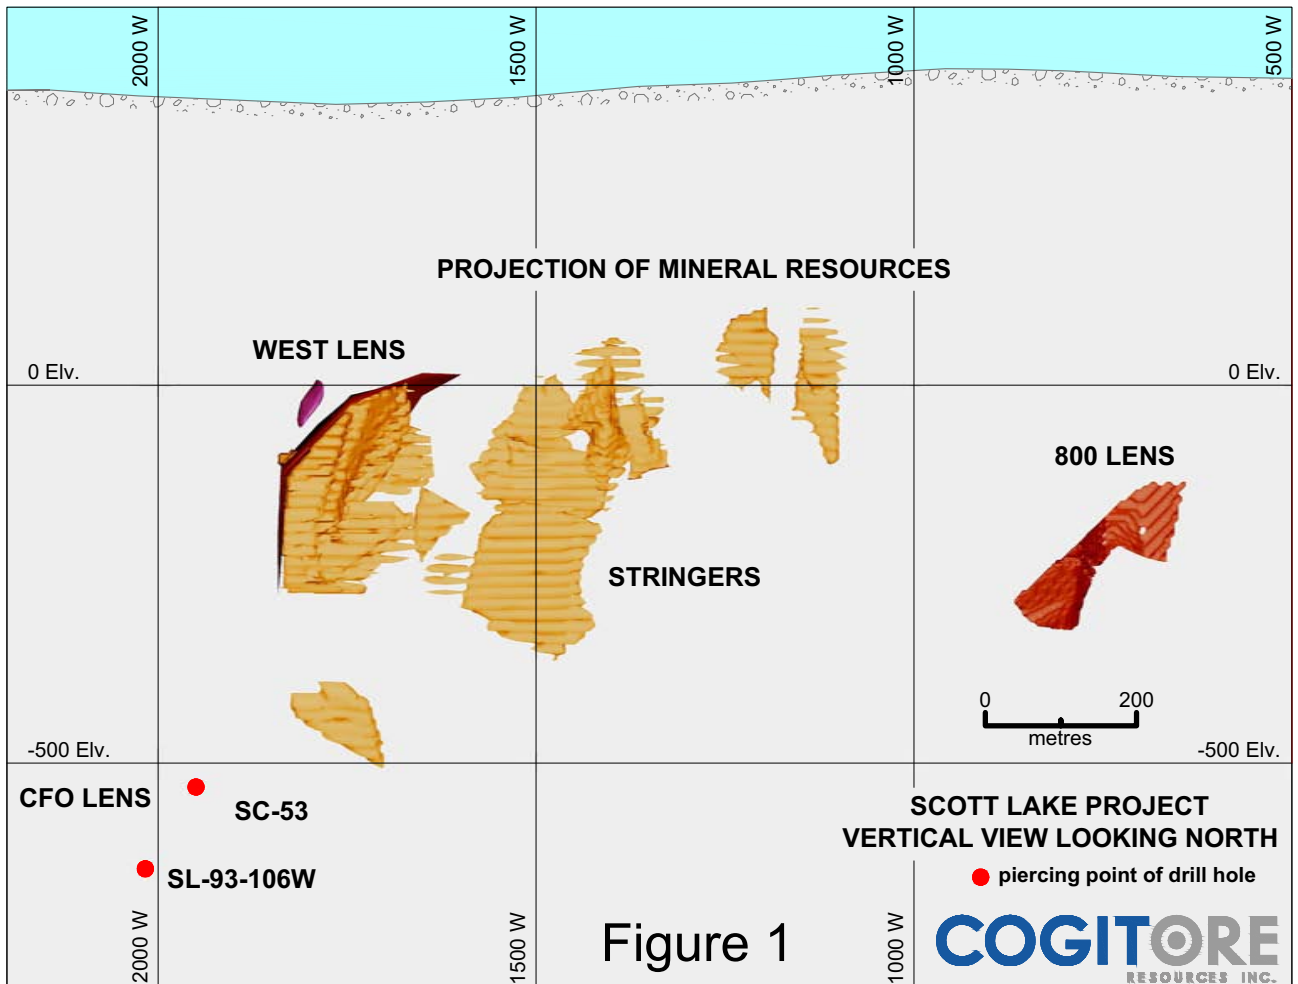 2000 W
1500 W
1000 W
500 W
PROJECTION OF MINERAL RESOURCES
WEST LENS
0 Elv.
0 Elv.
800 LENS
STRINGERS
0 200
metres
-500 Elv.
-500 Elv.
CFO LENS
SC-53
SCOTT LAKE PROJECT
VERTICAL VIEW LOOKING NORTH
SL-93-106W
piercing point of drill hole
2000 W
1500 W
1000 W
Figure 1
COGITORE
RESOURCES INC.